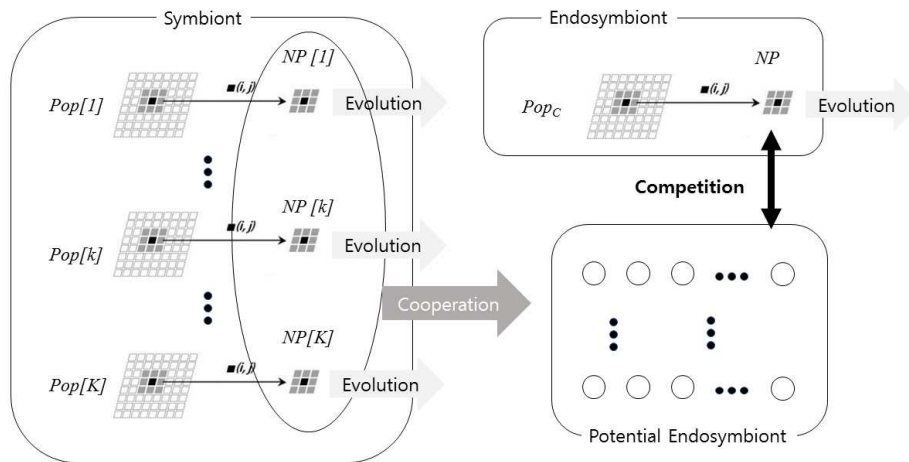 Symbiont
NP [1]
■(i, j)
Pop[1]
Evolution
NP [k]
■(i, j)
Pop[k]
Evolution
Cooperation
NP[K]
■(i, j)
Pop[K]
Evolution
Endosymbiont
NP
■(i, j)
Pop_C
Evolution
Competition
Potential Endosymbiont